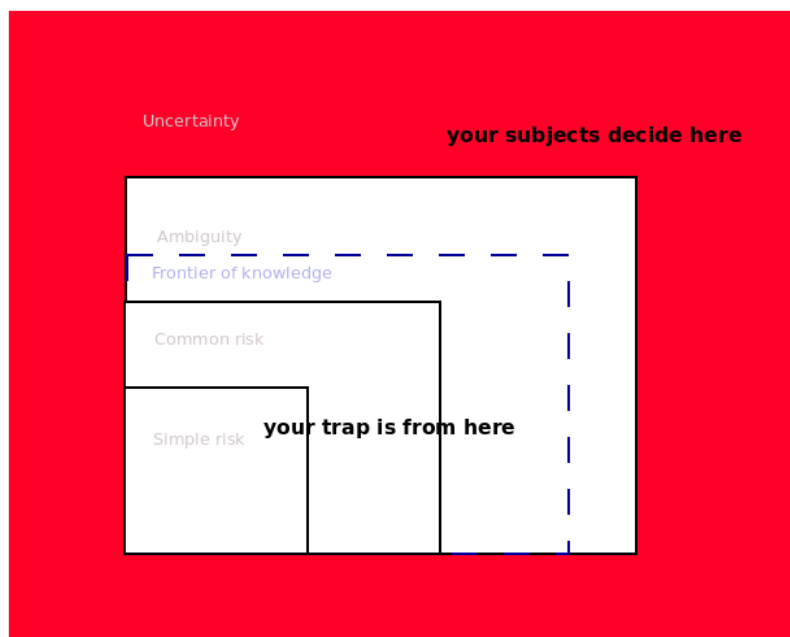 Uncertainty
your subjects decide here
Ambiguity
Frontier of knowledge
Common risk
your trap is from here
Simple risk